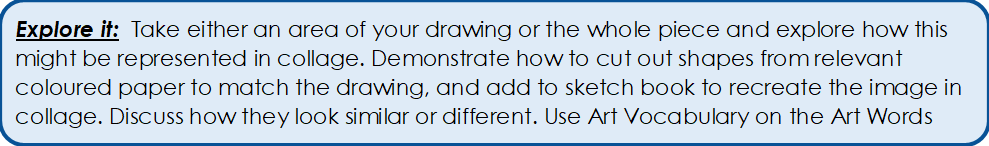 Explore it: Take either an area of your drawing or the whole piece and explore how this
might be represented in collage. Demonstrate how to cut out shapes from relevant
coloured paper to match the drawing, and add to sketch book to recreate the image in
collage. Discuss how they look similar or different. Use Art Vocabulary on the Art Words